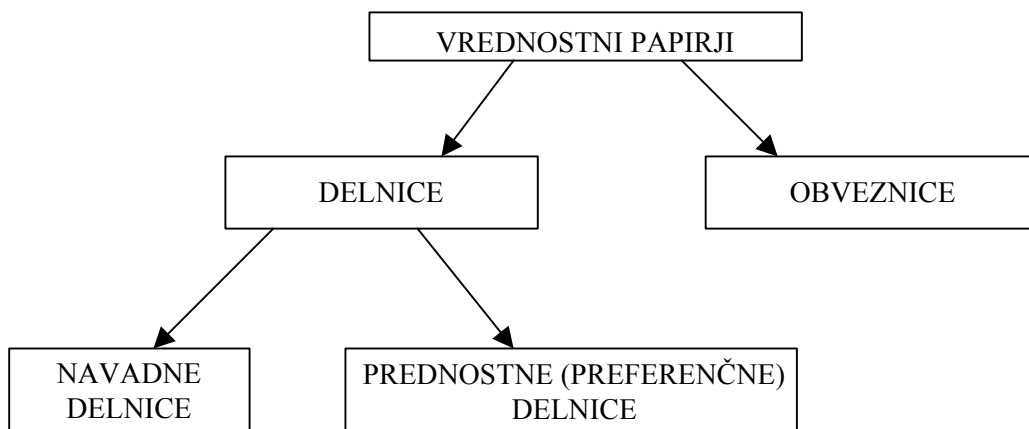 VREDNOSTNI PAPIRJI
DELNICE
OBVEZNICE
NAVADNE
DELNICE
PREDNOSTNE (PREFERENČNE)
DELNICE